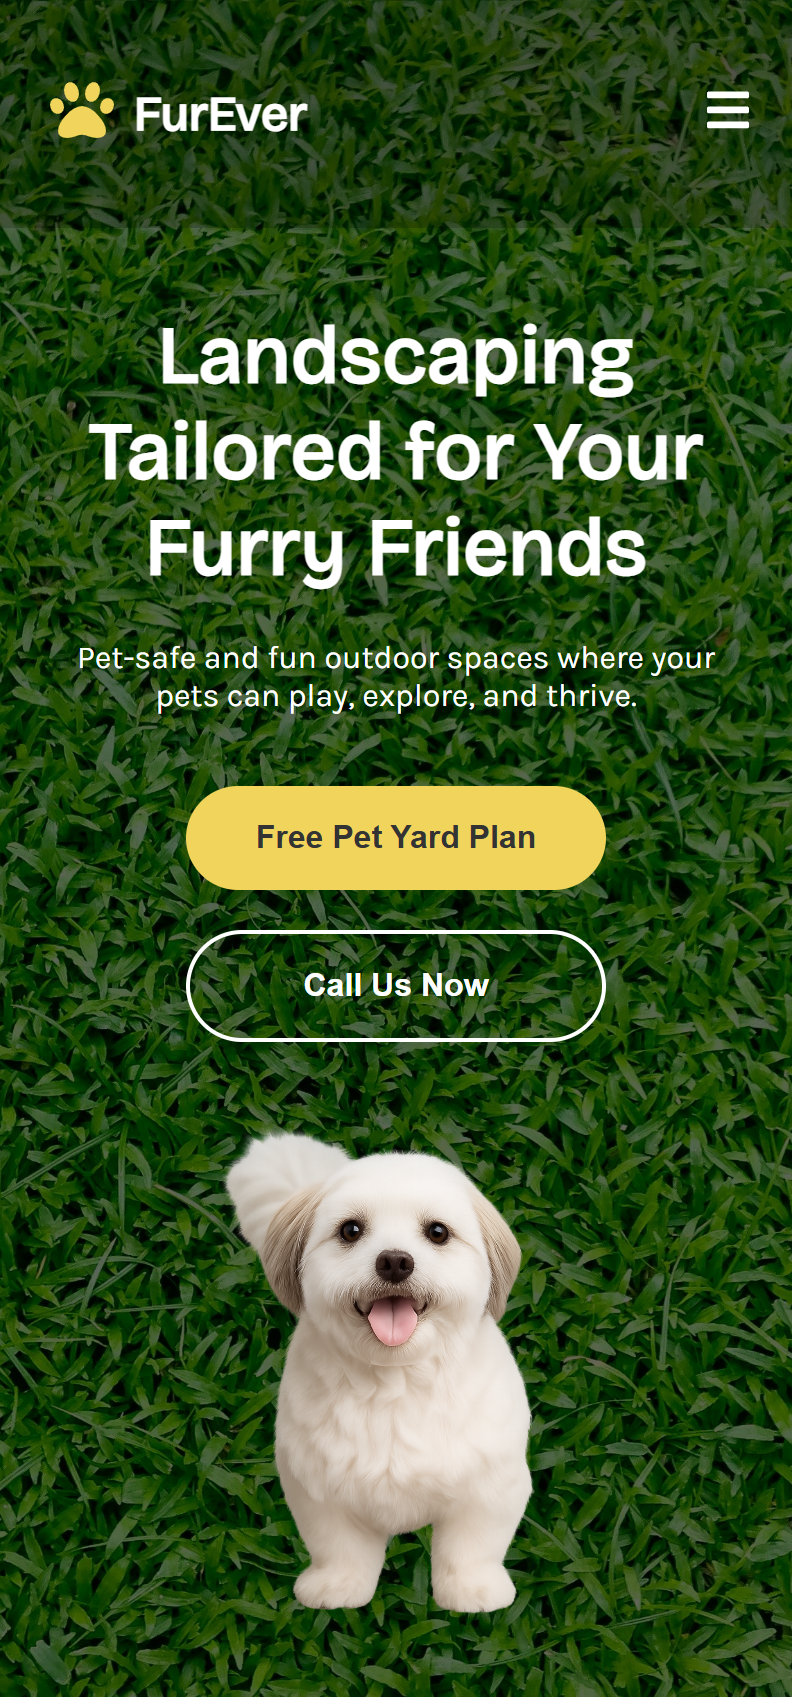 FurEver
Landscaping
Tailored for Your
Furry Friends
Pet-safe and fun outdoor spaces where your
pets can play, explore, and thrive.
Free Pet Yard Plan
Call Us Now